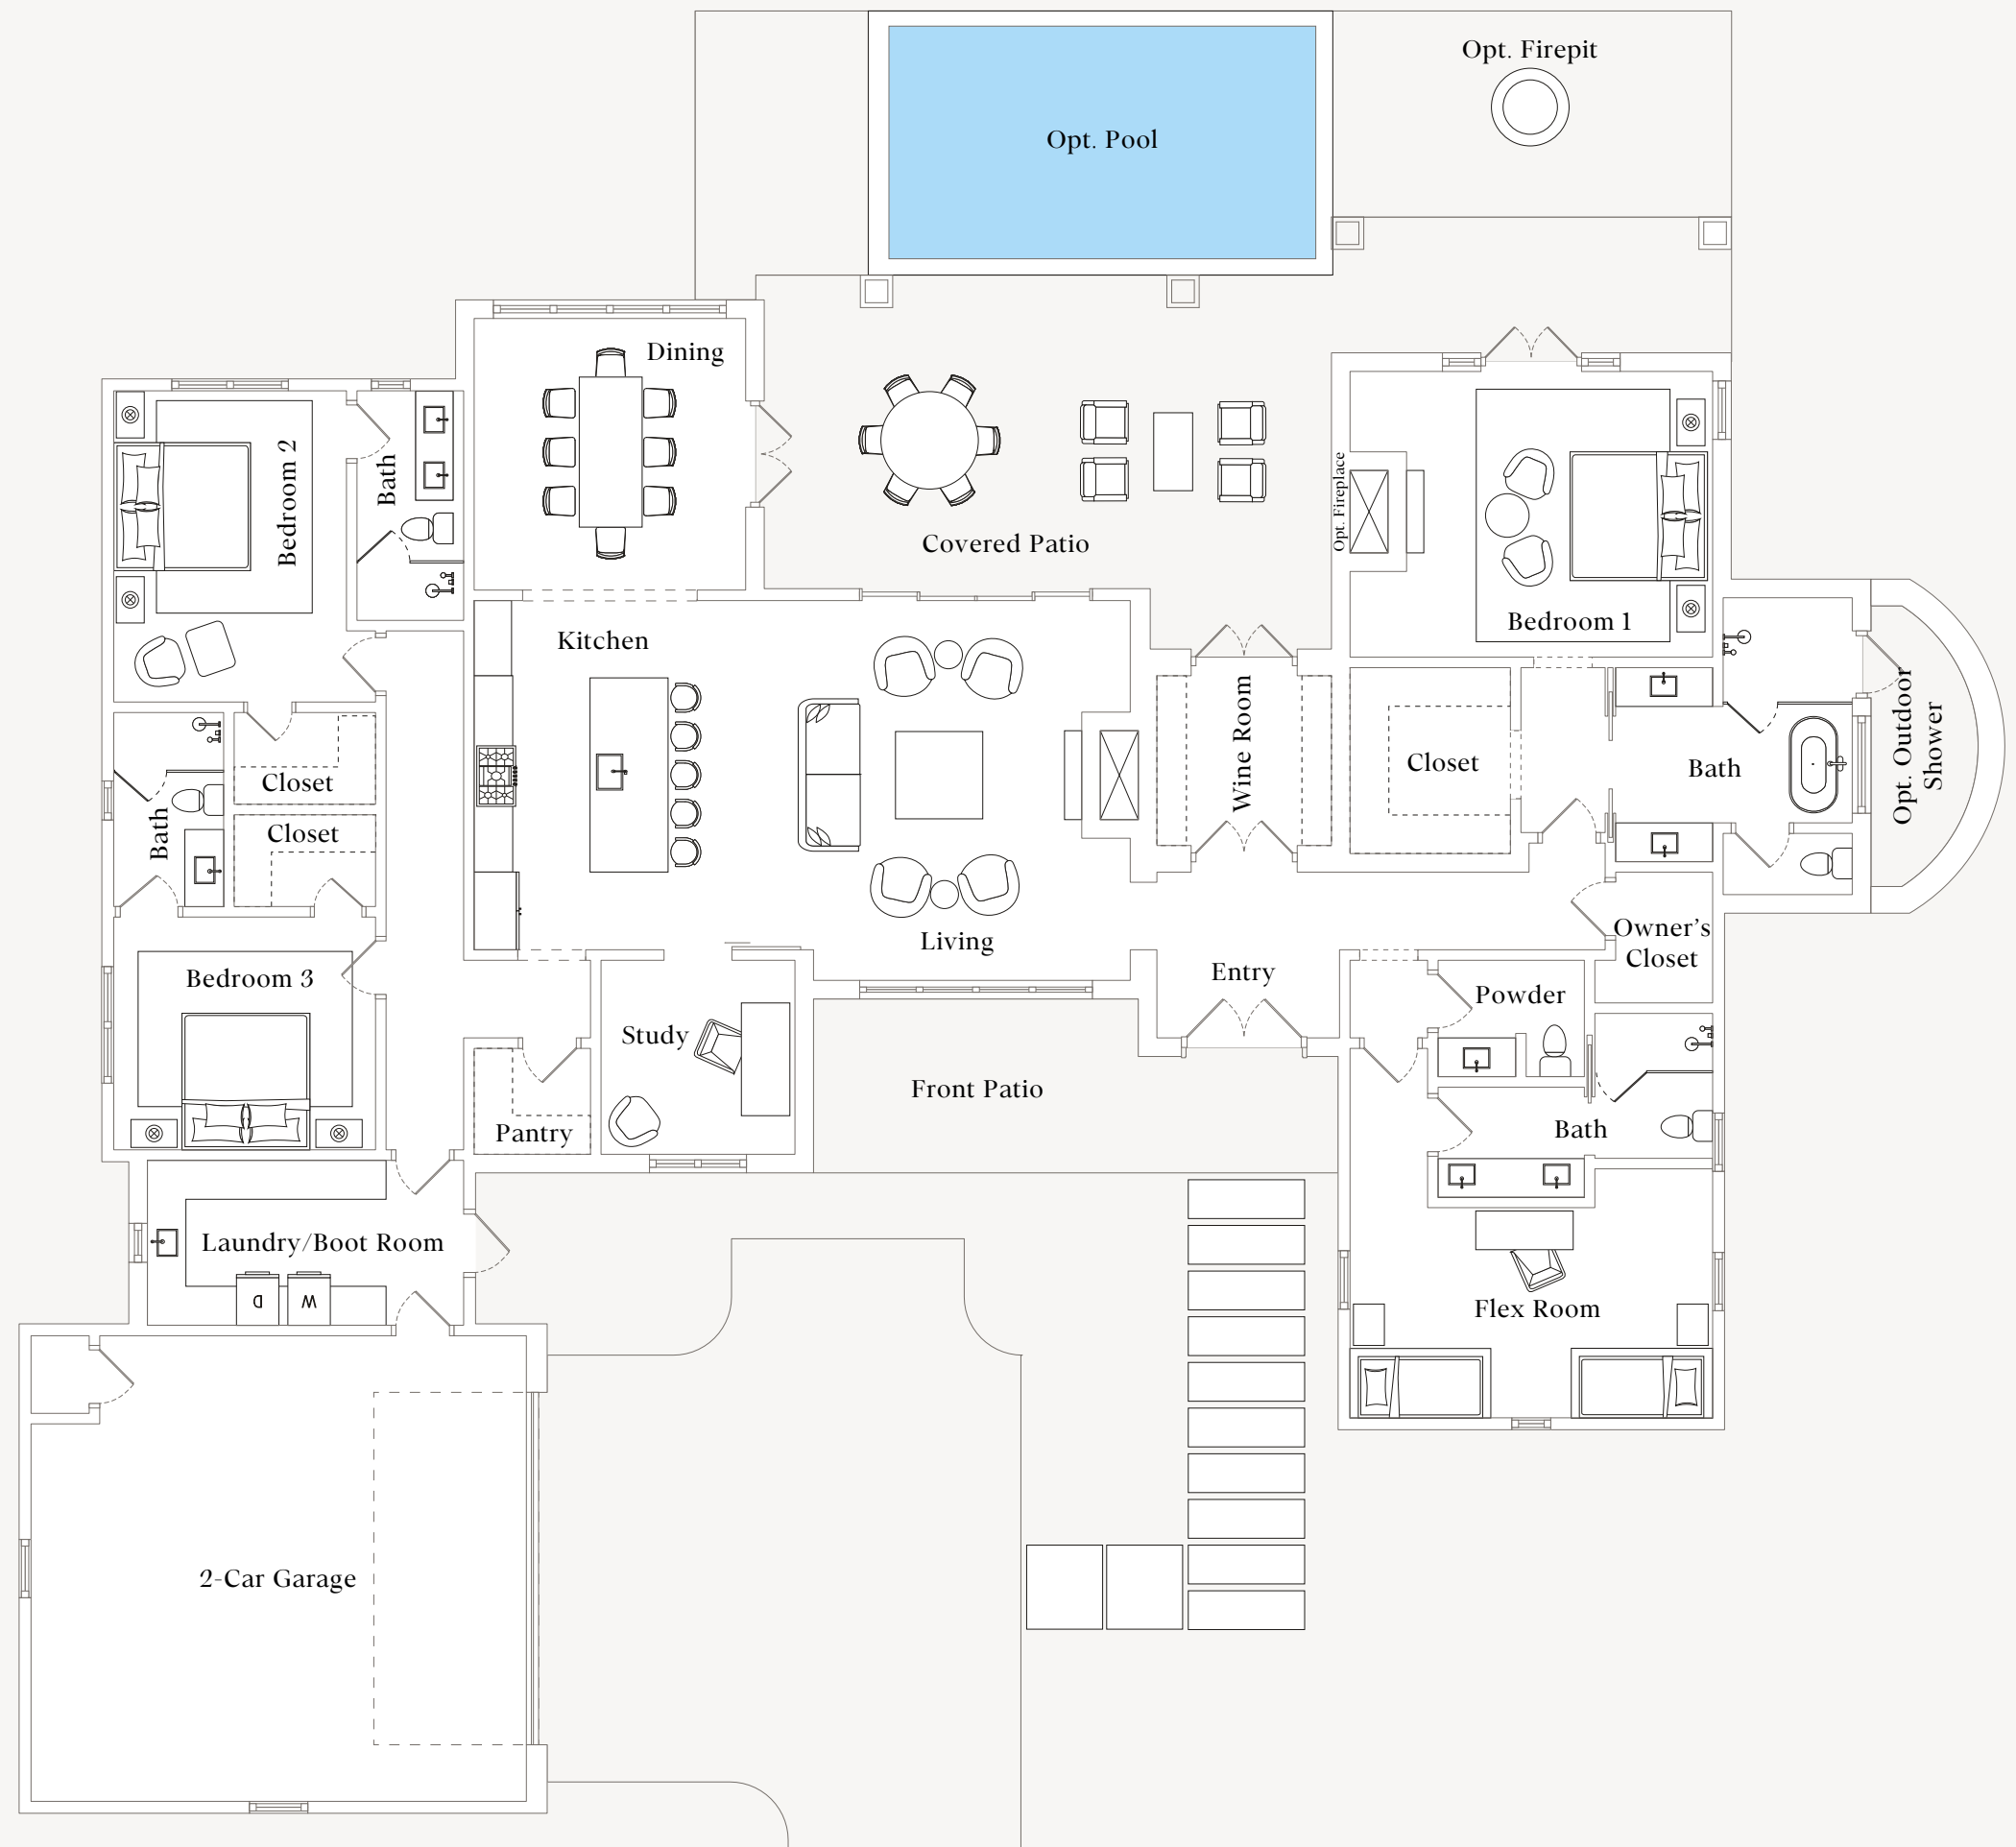 Opt. Firepit
Opt. Pool
Dining
Bedroom 2
Bath
Opt. Fireplace
Covered Patio
Bedroom 1
Kitchen
Wine Room
Closet
Bath
Opt. Outdoor
Shower
Closet
Closet
Bath
Living
Owner's
Closet
Bedroom 3
Entry
Powder
Study
Front Patio
Pantry
Bath
Laundry/Boot Room
D
W
Flex Room
2-Car Garage